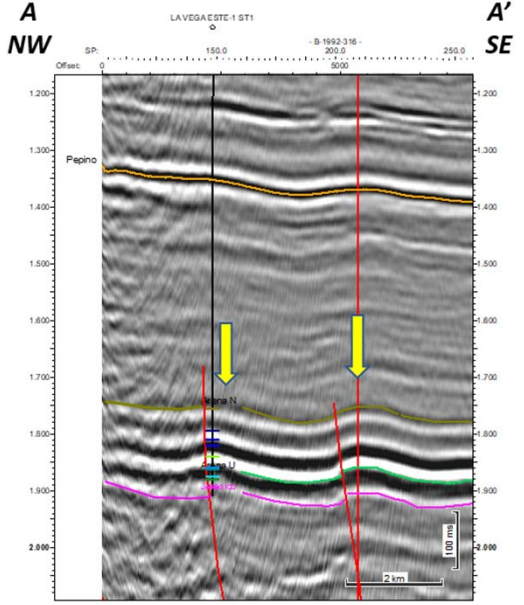 A A'
NW SE
LA VEGA ESTE-1 ST1
- B-1992-316 -
SP: 150.0 200.0 250.0
Offset: 0 5000
1.200 1.200
1.300 1.300
Pepino
1.400 1.400
1.500 1.500
1.600 1.600
1.700 1.700
Arena N
1.800 1.800
Arena U
1.900 1.900
100 ms
2.000 2.000
2 km